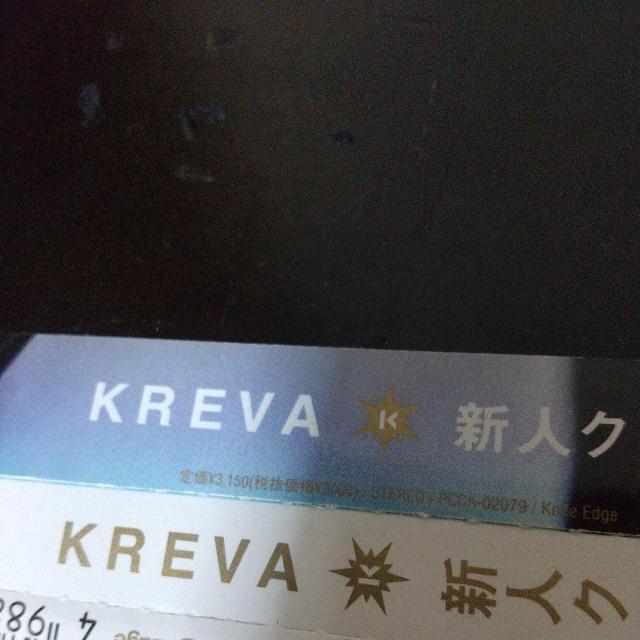 KREVA K 新人ク
定価¥3,150(税抜価格¥3,000) STEREO / PCCA-02079 / Knife Edge
KREVA 新人ク